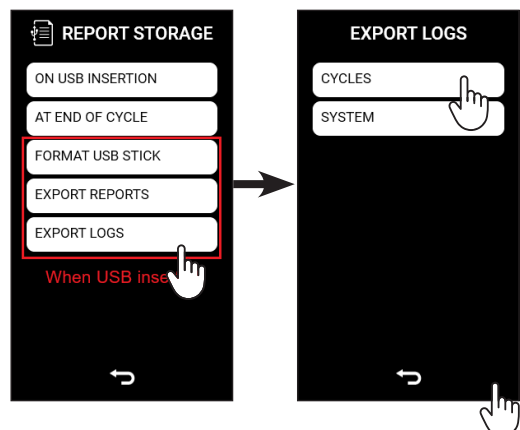 REPORT STORAGE
ON USB INSERTION
AT END OF CYCLE
FORMAT USB STICK
EXPORT REPORTS
EXPORT LOGS
When USB inse
EXPORT LOGS
CYCLES
SYSTEM